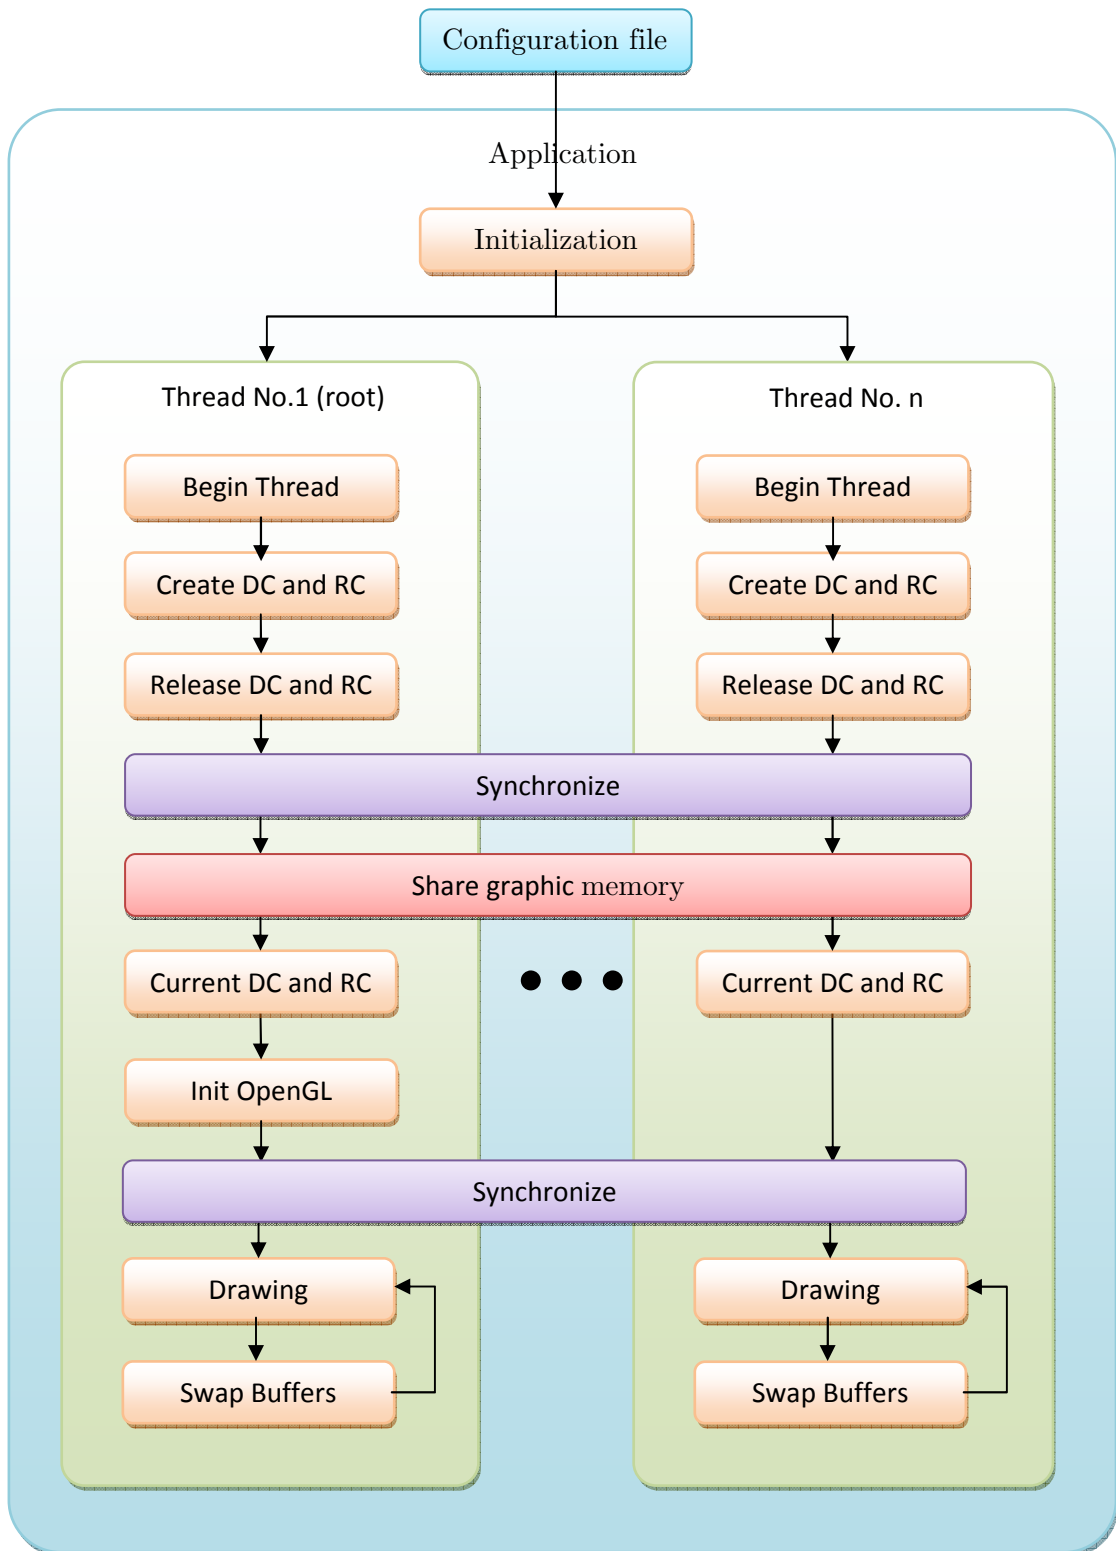 Configuration file
Application
Initialization
Thread No.1 (root)
Begin Thread
Create DC and RC
Release DC and RC
Thread No. n
Begin Thread
Create DC and RC
Release DC and RC
Synchronize
Share graphic memory
Current DC and RC
Init OpenGL
Current DC and RC
Synchronize
Drawing
Swap Buffers
Drawing
Swap Buffers